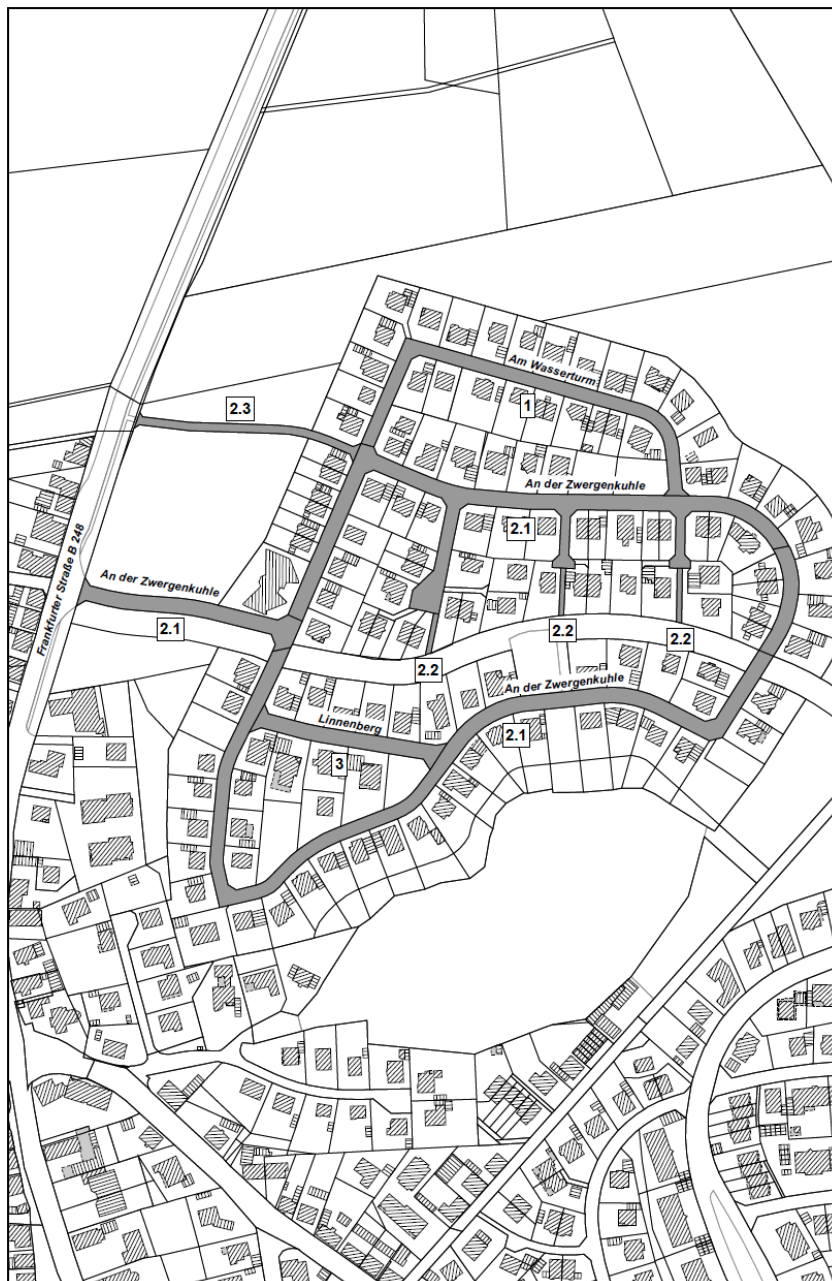 Am Wasserturm
1
2.3
An der Zwergenkuhle
2.1
Frankfurter Straße B 248
An der Zwergenkuhle
2.1
2.2
2.2
2.2
An der Zwergenkuhle
2.1
Linnenberg
3